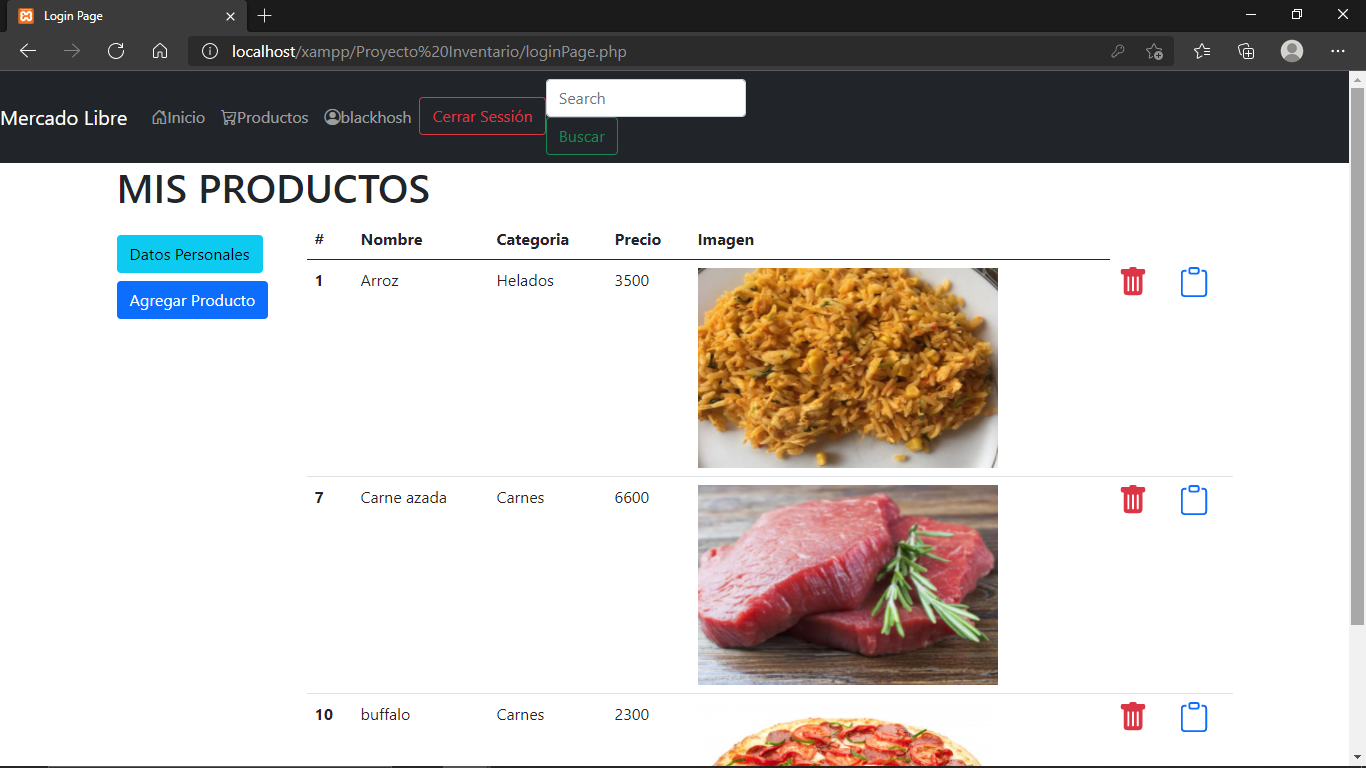 Login Page
localhost/xampp/Proyecto%20Inventario/loginPage.php
Mercado Libre Inicio Productos blackhosh Cerrar Sessión Search
Buscar
MIS PRODUCTOS
Datos Personales
Agregar Producto
# Nombre Categoria Precio Imagen
1 Arroz Helados 3500
7 Carne azada Carnes 6600
10 buffalo Carnes 2300